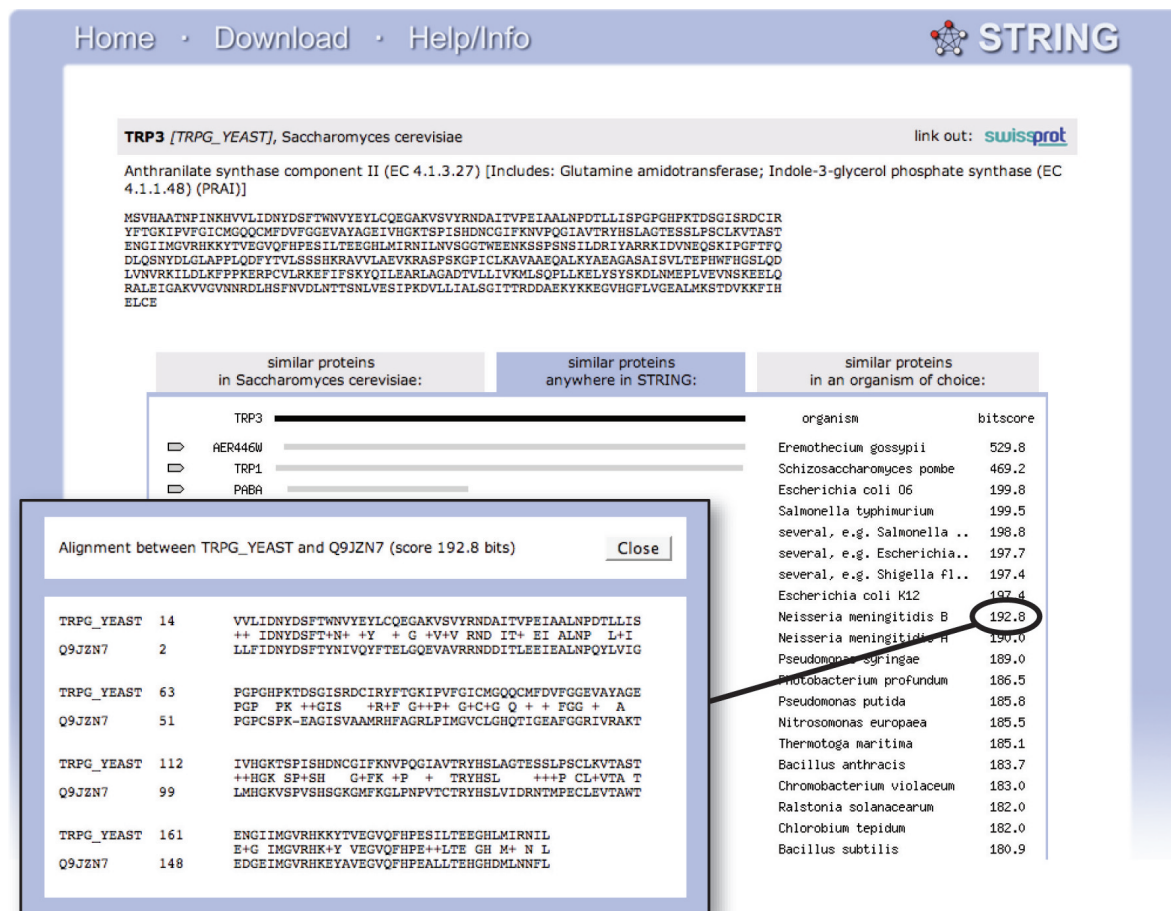 Home · Download · Help/Info
STRING
TRP3 [TRPG_YEAST], Saccharomyces cerevisiae
link out: swissprot
Anthranilate synthase component II (EC 4.1.3.27) [Includes: Glutamine amidotransferase; Indole-3-glycerol phosphate synthase (EC
4.1.1.48) (PRAI)]
MSVHAATNPINKHVVLIDNYDSFTWNVYEYLCQEGAKVSVYRNDAITVPEIAALNPDTLLISPGPGHPKTDSGISRDCIR
YFTGKIPVFGICMGQQCMFDVFGGEVAYAGEIVHGKTSPISHDNCGIFKNVPQGIAVTRYHSLAGTESSLPSCLKVTAST
ENGIIMGVRHKKYTVEGVQFHPESILTEEGHLMIRNILNVSGGTWEENKSSPSNSILDRIYARRKIDVNEQSKIPGFTFQ
DLQSNYDLGLAPPLQDFYTVLSSSHKRAVVLAEVKRASPSKGPICLKAVAAEQALKYAEAGASAISVLTEPHWFHGSLQD
LVNVRKILDLKFPPKERPCVLRKEFIFSKYQILEARLAGADTVLLIVKMLSQPLLKELYSYSKDLNMEPLVEVNSKEELQ
RALEIGAKVVGVNNRDLHSFNVDLNTTSNLVESIPKDVLLIALSGITTRDDAEKYKKEGVHGFLVGEALMKSTDVKKFIH
ELCE
similar proteins
in Saccharomyces cerevisiae:
similar proteins
anywhere in STRING:
similar proteins
in an organism of choice:
TRP3 organism bitscore
AER446W Eremothecium gossypii 529.8
TRP1 Schizosaccharomyces pombe 469.2
PABA Escherichia coli O6 199.8
Salmonella typhimurium 199.5
several, e.g. Salmonella .. 198.8
several, e.g. Escherichia.. 197.7
several, e.g. Shigella fl.. 197.4
Escherichia coli K12 197.4
Neisseria meningitidis B 192.8
Neisseria meningitidis A 190.0
Pseudomonas syringae 189.0
Photobacterium profundum 186.5
Pseudomonas putida 185.8
Nitrosomonas europaea 185.5
Thermotoga maritima 185.1
Bacillus anthracis 183.7
Chromobacterium violaceum 183.0
Ralstonia solanacearum 182.0
Chlorobium tepidum 182.0
Bacillus subtilis 180.9
Alignment between TRPG_YEAST and Q9JZN7 (score 192.8 bits)
Close
TRPG_YEAST 14 VVLIDNYDSFTWNVYEYLCQEGAKVSVYRNDAITVPEIAALNPDTLLIS
++ IDNYDSFT+N+ +Y + G +V+V RND IT+ EI ALNP L+I
Q9JZN7 2 LLFIDNYDSFTYNIVQYFTELGQEVAVRRNDDITLEEIEALNPQYLVIG
TRPG_YEAST 63 PGPGHPKTDSGISRDCIRYFTGKIPVFGICMGQQCMFDVFGGEVAYAGE
PGP PK ++GIS +R+F G++P+ G+C+G Q + + FGG + A
Q9JZN7 51 PGPCSPK-EAGISVAAMRHFAGRLPIMGVCLGHQTIGEAFGGRIVRAKT
TRPG_YEAST 112 IVHGKTSPISHDNCGIFKNVPQGIAVTRYHSLAGTESSLPSCLKVTAST
++HGK SP+SH G+FK +P + TRYHSL +++P CL+VTA T
Q9JZN7 99 LMHGKVSPVSHSGKGMFKGLPNPVTCTRYHSLVIDRNTMPECLEVTAWT
TRPG_YEAST 161 ENGIIMGVRHKKYTVEGVQFHPESILTEEGHLMIRNIL
E+G IMGVRHK+Y VEGVQFHPE++LTE GH M+ N L
Q9JZN7 148 EDGEIMGVRHKEYAVEGVQFHPEALLTEHGHDMLNNFL